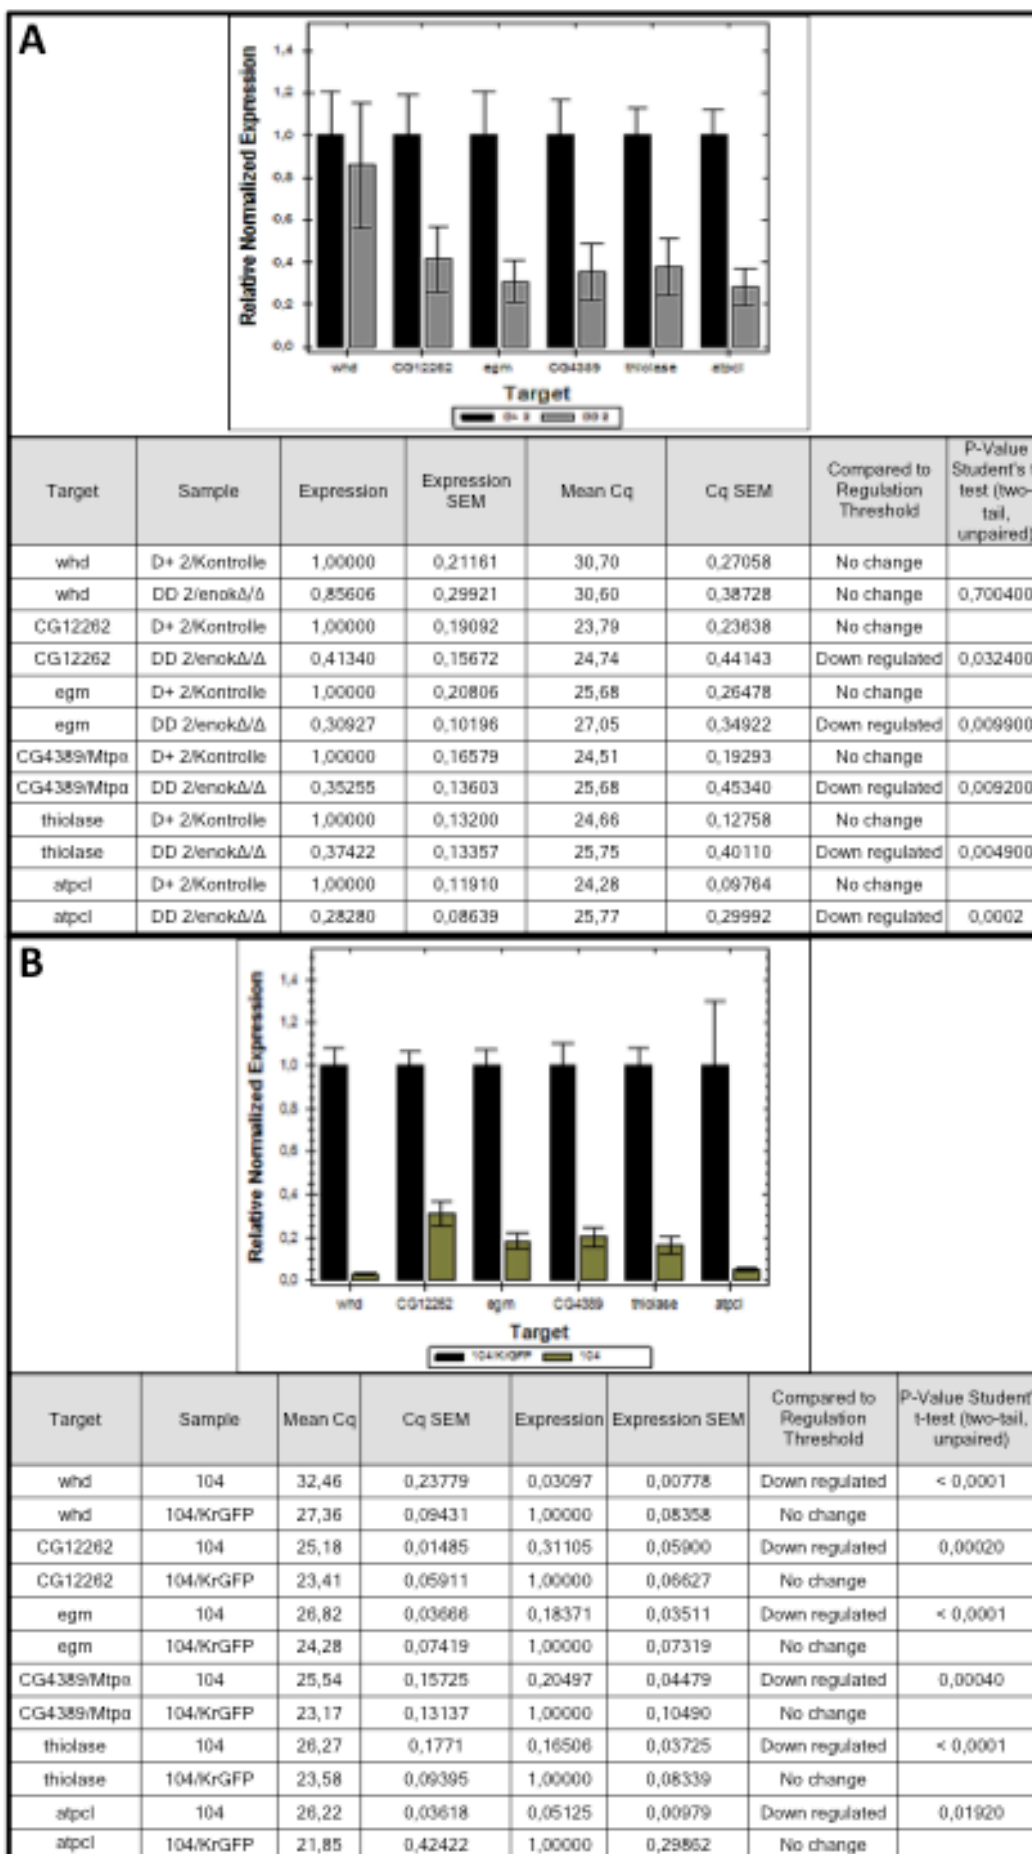 A
Relative Normalized Expression
1,4
1,2
1,0
0,8
0,6
0,4
0,2
0,0
whd CG12262 egm CG4389 thiolase atpcl
Target
D+ 2 DD 2
Target Sample Expression Expression SEM Mean Cq Cq SEM Compared to Regulation Threshold P-Value Student's t test (two-tail, unpaired)
whd D+ 2/Kontrolle 1,00000 0,21161 30,70 0,27058 No change
whd DD 2/enokΔ/Δ 0,85606 0,29921 30,60 0,38728 No change 0,700400
CG12262 D+ 2/Kontrolle 1,00000 0,19092 23,79 0,23638 No change
CG12262 DD 2/enokΔ/Δ 0,41340 0,15672 24,74 0,44143 Down regulated 0,032400
egm D+ 2/Kontrolle 1,00000 0,20806 25,68 0,26478 No change
egm DD 2/enokΔ/Δ 0,30927 0,10196 27,05 0,34922 Down regulated 0,009900
CG4389/Mtpα D+ 2/Kontrolle 1,00000 0,16579 24,51 0,19293 No change
CG4389/Mtpα DD 2/enokΔ/Δ 0,35255 0,13603 25,68 0,45340 Down regulated 0,009200
thiolase D+ 2/Kontrolle 1,00000 0,13200 24,66 0,12758 No change
thiolase DD 2/enokΔ/Δ 0,37422 0,13357 25,75 0,40110 Down regulated 0,004900
atpcl D+ 2/Kontrolle 1,00000 0,11910 24,28 0,09764 No change
atpcl DD 2/enokΔ/Δ 0,28280 0,08639 25,77 0,29992 Down regulated 0,0002
B
Relative Normalized Expression
1,4
1,2
1,0
0,8
0,6
0,4
0,2
0,0
whd CG12262 egm CG4389 thiolase atpcl
Target
104/KrGFP 104
Target Sample Mean Cq Cq SEM Expression Expression SEM Compared to Regulation Threshold P-Value Student' t-test (two-tail, unpaired)
whd 104 32,46 0,23779 0,03097 0,00778 Down regulated < 0,0001
whd 104/KrGFP 27,36 0,09431 1,00000 0,08358 No change
CG12262 104 25,18 0,01485 0,31105 0,05900 Down regulated 0,00020
CG12262 104/KrGFP 23,41 0,05911 1,00000 0,06627 No change
egm 104 26,82 0,03666 0,18371 0,03511 Down regulated < 0,0001
egm 104/KrGFP 24,28 0,07419 1,00000 0,07319 No change
CG4389/Mtpα 104 25,54 0,15725 0,20497 0,04479 Down regulated 0,00040
CG4389/Mtpα 104/KrGFP 23,17 0,13137 1,00000 0,10490 No change
thiolase 104 26,27 0,1771 0,16506 0,03725 Down regulated < 0,0001
thiolase 104/KrGFP 23,58 0,09395 1,00000 0,08339 No change
atpcl 104 26,22 0,03618 0,05125 0,00979 Down regulated 0,01920
atpcl 104/KrGFP 21,85 0,42422 1,00000 0,29862 No change